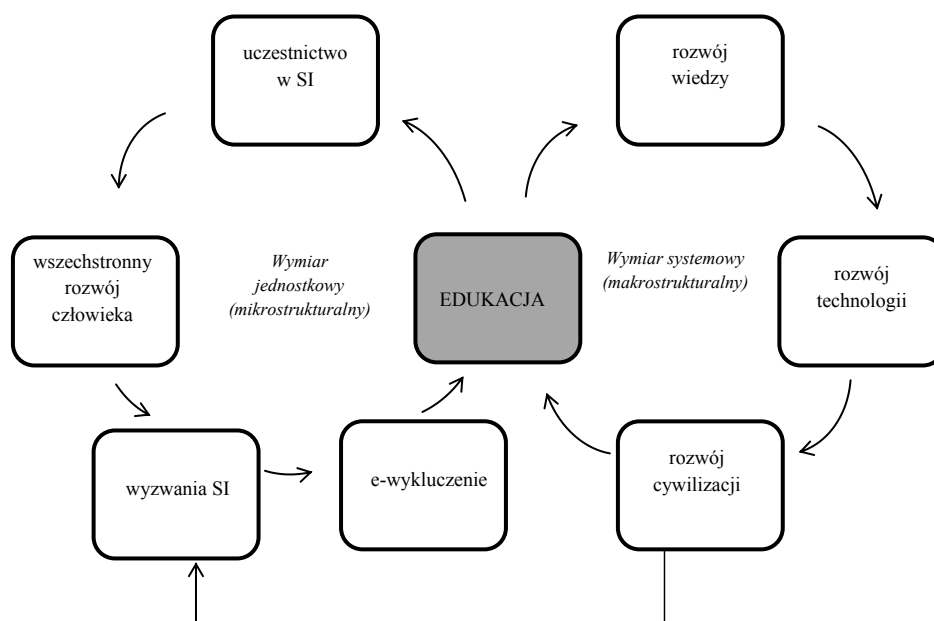 uczestnictwo
w SI
rozwój
wiedzy
wszechstronny
rozwój
człowieka
Wymiar
jednostkowy
(mikrostrukturalny)
EDUKACJA
Wymiar systemowy
(makrostrukturalny)
rozwój
technologii
wyzwania SI
e-wykluczenie
rozwój
cywilizacji